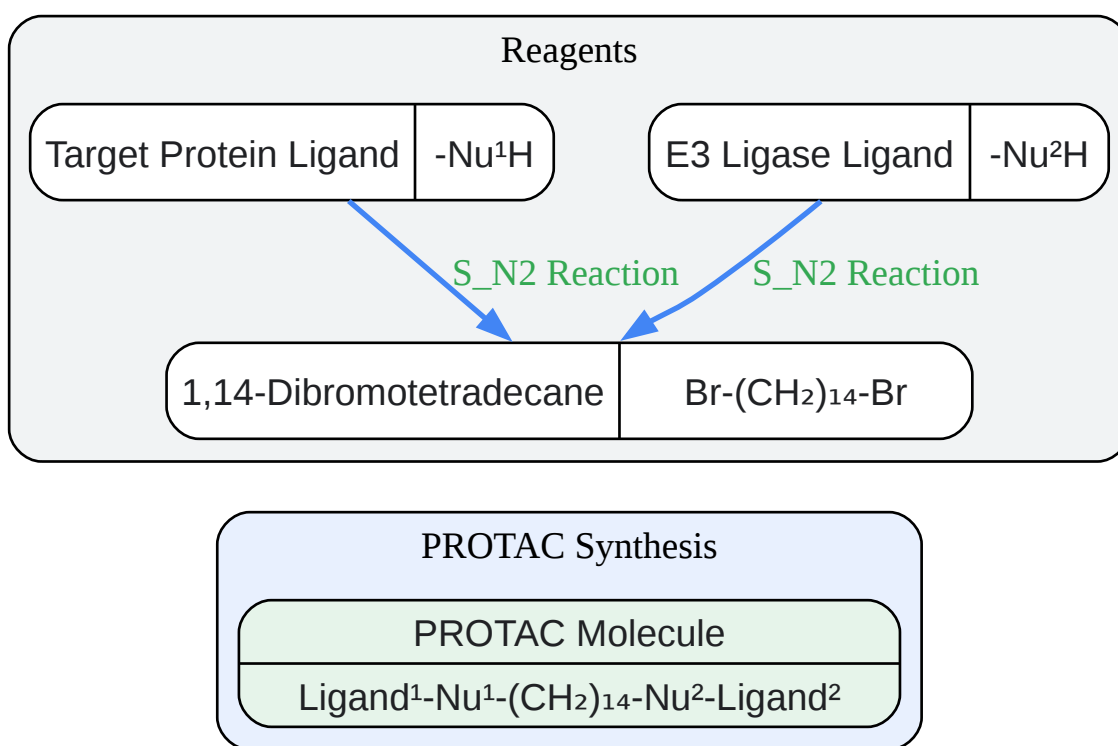 Reagents
Target Protein Ligand -Nu¹H
E3 Ligase Ligand -Nu²H
S_N2 Reaction S_N2 Reaction
1,14-Dibromotetradecane Br-(CH₂)₁₄-Br
PROTAC Synthesis
PROTAC Molecule
Ligand¹-Nu¹-(CH₂)₁₄-Nu²-Ligand²